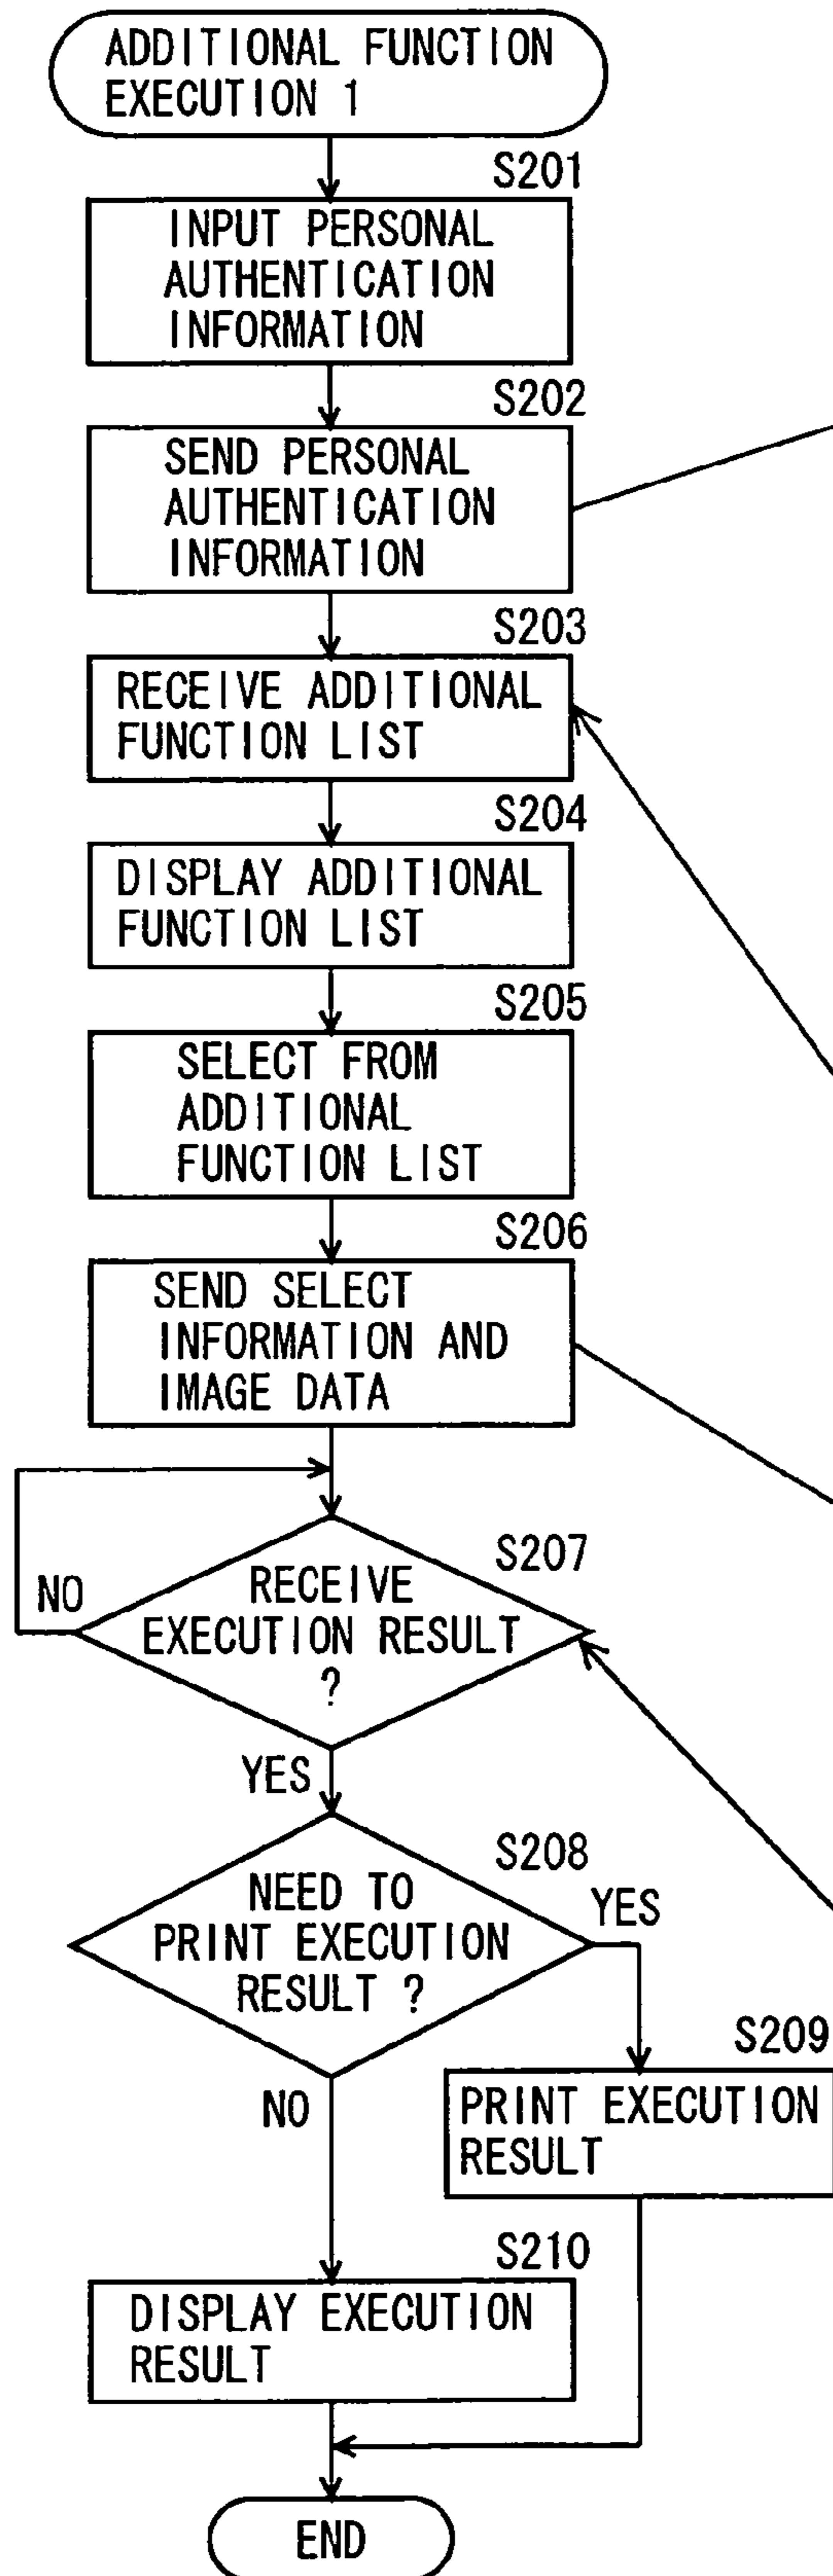 ADDITIONAL FUNCTION
EXECUTION 1
S201
INPUT PERSONAL
AUTHENTICATION
INFORMATION
S202
SEND PERSONAL
AUTHENTICATION
INFORMATION
S203
RECEIVE ADDITIONAL
FUNCTION LIST
S204
DISPLAY ADDITIONAL
FUNCTION LIST
S205
SELECT FROM
ADDITIONAL
FUNCTION LIST
S206
SEND SELECT
INFORMATION AND
IMAGE DATA
S207
NO
RECEIVE
EXECUTION RESULT
?
YES
S208
NEED TO
PRINT EXECUTION
RESULT ?
YES
S209
NO
PRINT EXECUTION
RESULT
S210
DISPLAY EXECUTION
RESULT
END